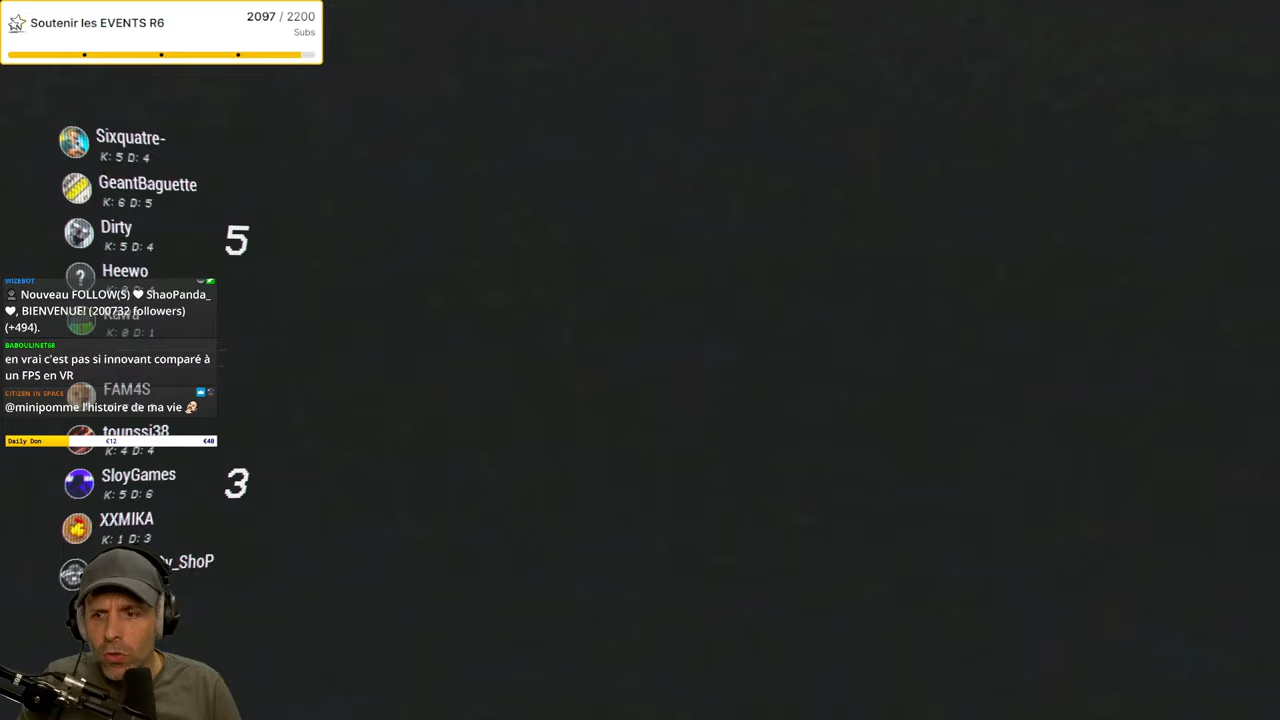 Soutenir les EVENTS R6
2097 / 2200
Subs
Sixquatre-
K: 5 D: 4
GeantBaguette
K: 6 D: 5
Dirty
K: 5 D: 4
5
Heewo
WIZEBOT
Nouveau FOLLOW(S) ShaoPanda_
, BIENVENUE! (200732 followers)
(+494).
K: 0 D: 1
BABOULINET68
en vrai c'est pas si innovant comparé à
un FPS en VR
FAM4S
CITIZEN IN SPACE
@minipomme l'histoire de ma vie
tounssi38
Daily Don €12 €40
K: 4 D: 4
SloyGames
K: 5 D: 6
3
XXMIKA
K: 1 D: 3
_ShoP